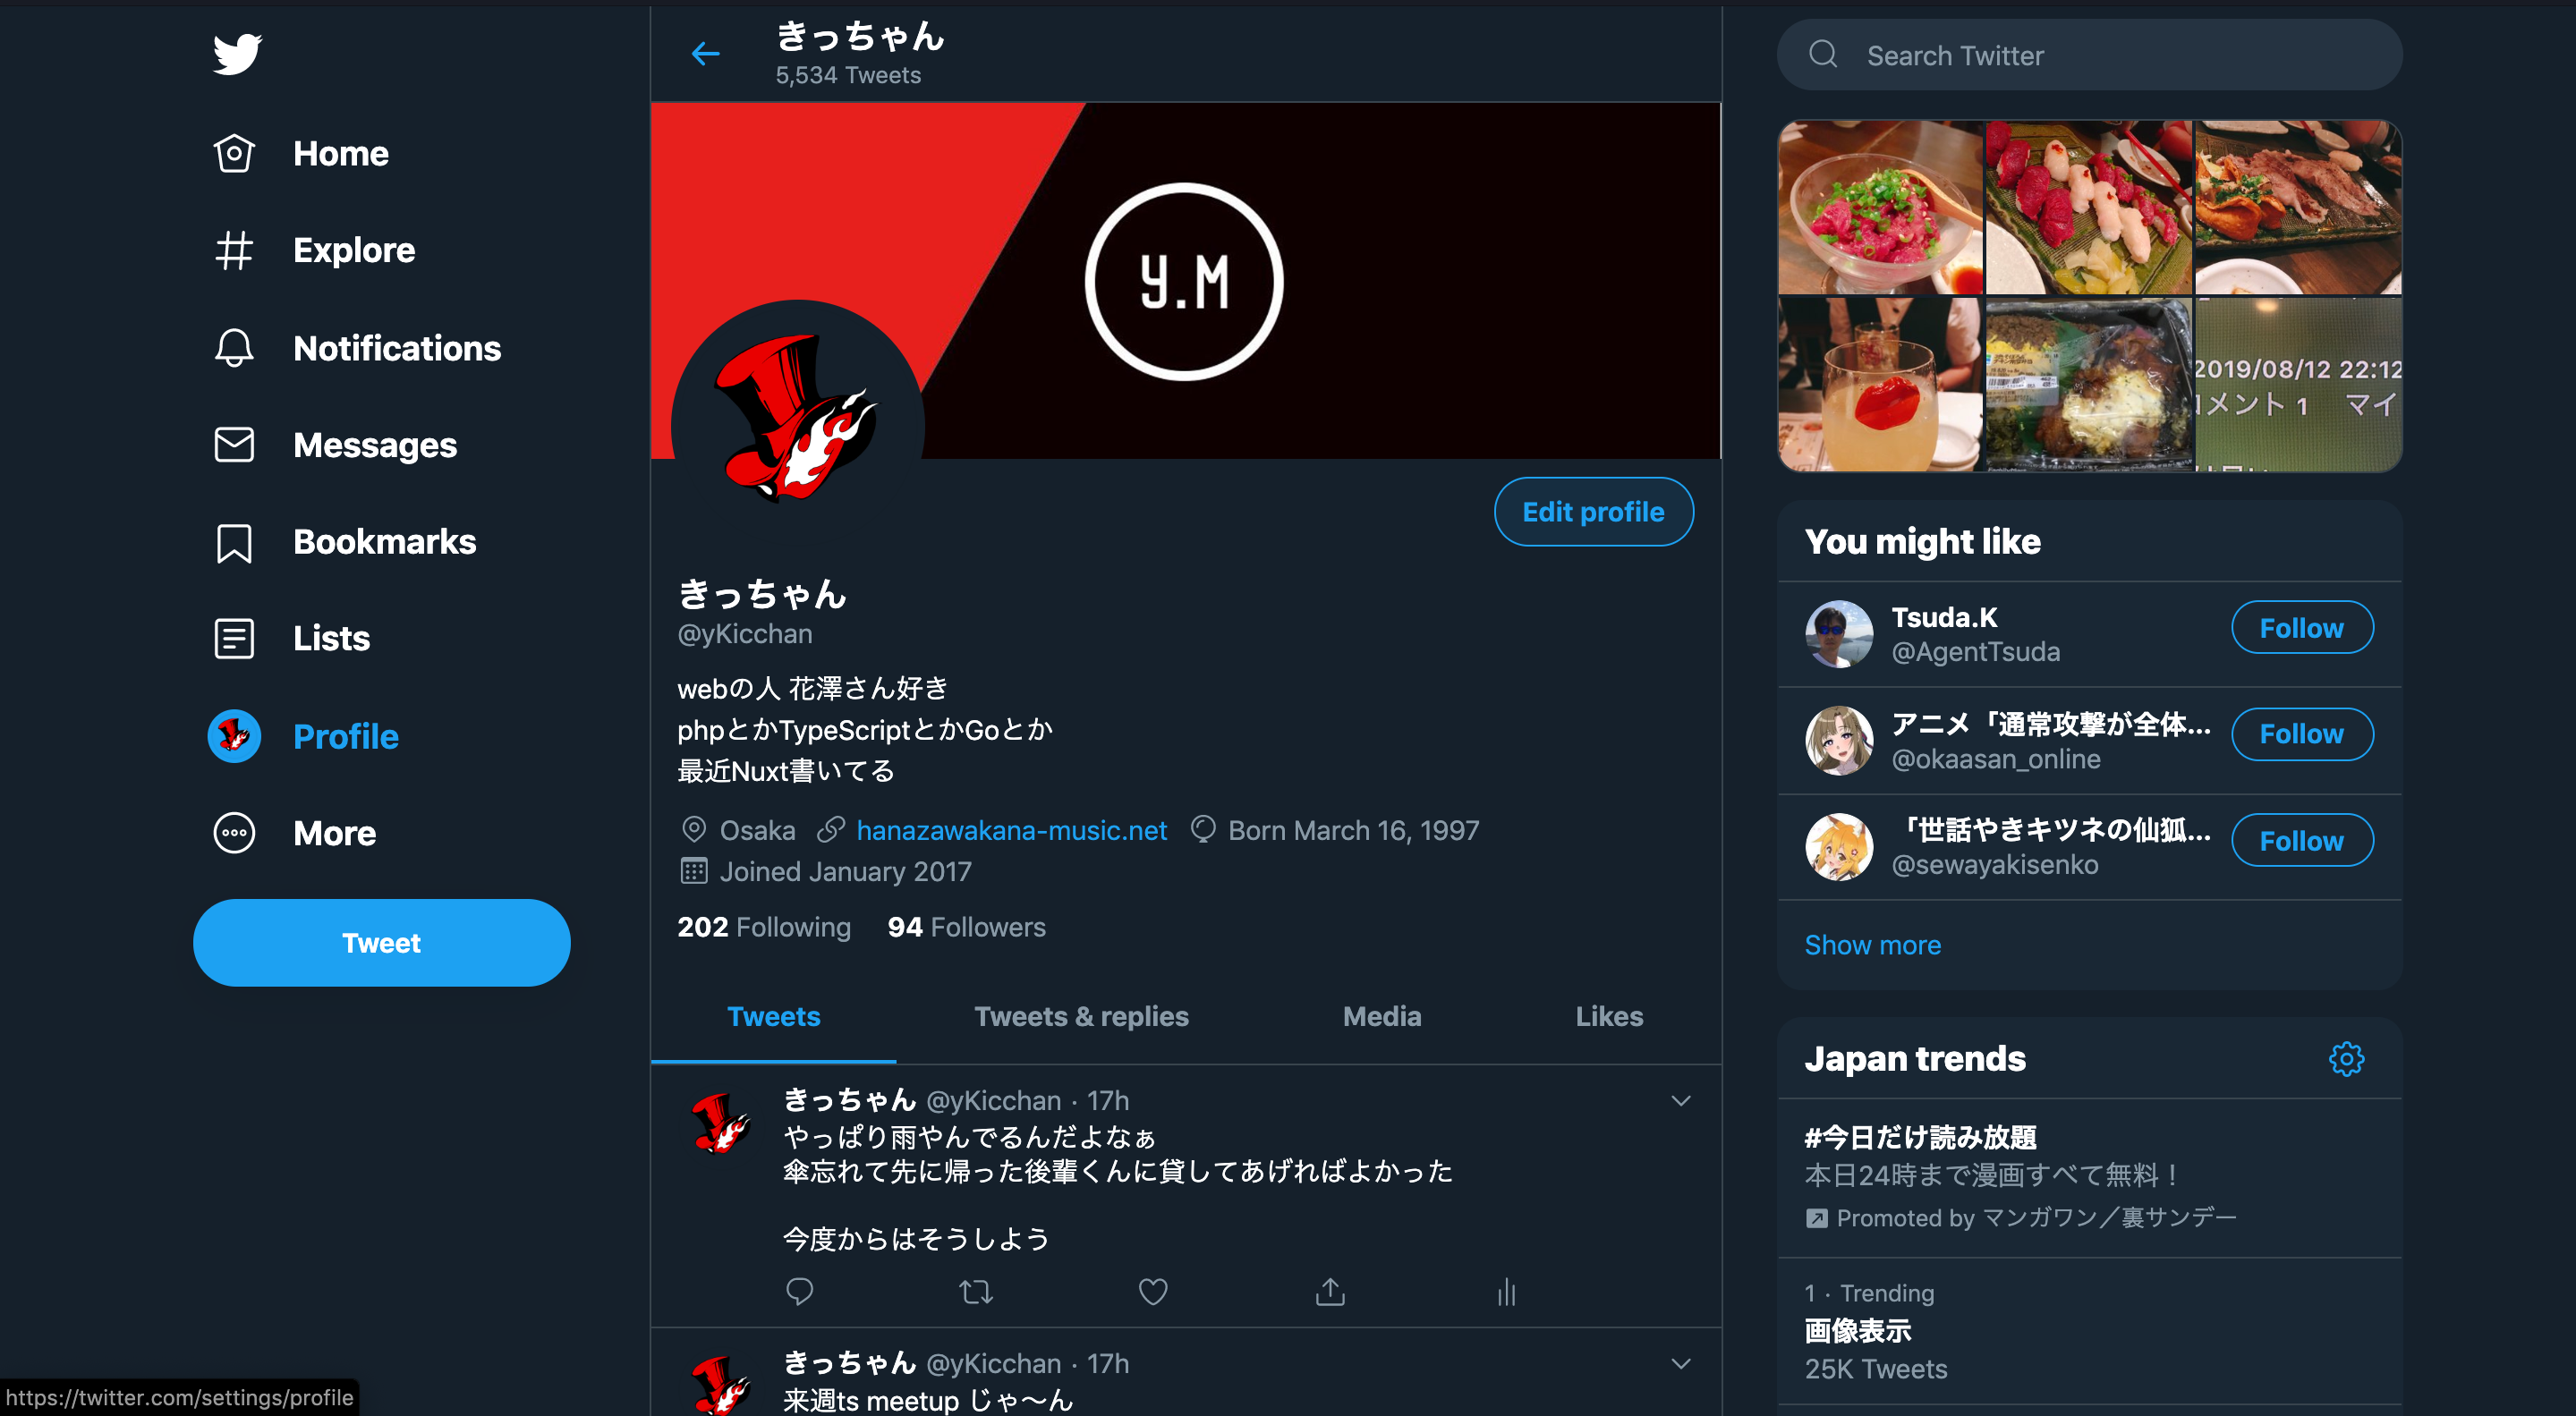 Home
Explore
Notifications
Messages
Bookmarks
Lists
Profile
More
Tweet
きっちゃん
5,534 Tweets
y.M
Edit profile
きっちゃん
@yKicchan
webの人 花澤さん好き
phpとかTypeScriptとかGoとか
最近Nuxt書いてる
Osaka hanazawakana-music.net Born March 16, 1997
Joined January 2017
202 Following 94 Followers
Tweets Tweets & replies Media Likes
きっちゃん @yKicchan · 17h
やっぱり雨やんでるんだよなぁ
傘忘れて先に帰った後輩くんに貸してあげればよかった
今度からはそうしよう
きっちゃん @yKicchan · 17h
来週ts meetup じゃ〜ん
Search Twitter
2019/08/12 22:12
コメント 1 マイ
You might like
Tsuda.K
@AgentTsuda
Follow
アニメ「通常攻撃が全体...
@okaasan_online
Follow
「世話やきキツネの仙狐...
@sewayakisenko
Follow
Show more
Japan trends
#今日だけ読み放題
本日24時まで漫画すべて無料！
Promoted by マンガワン／裏サンデー
1 · Trending
画像表示
25K Tweets
https://twitter.com/settings/profile